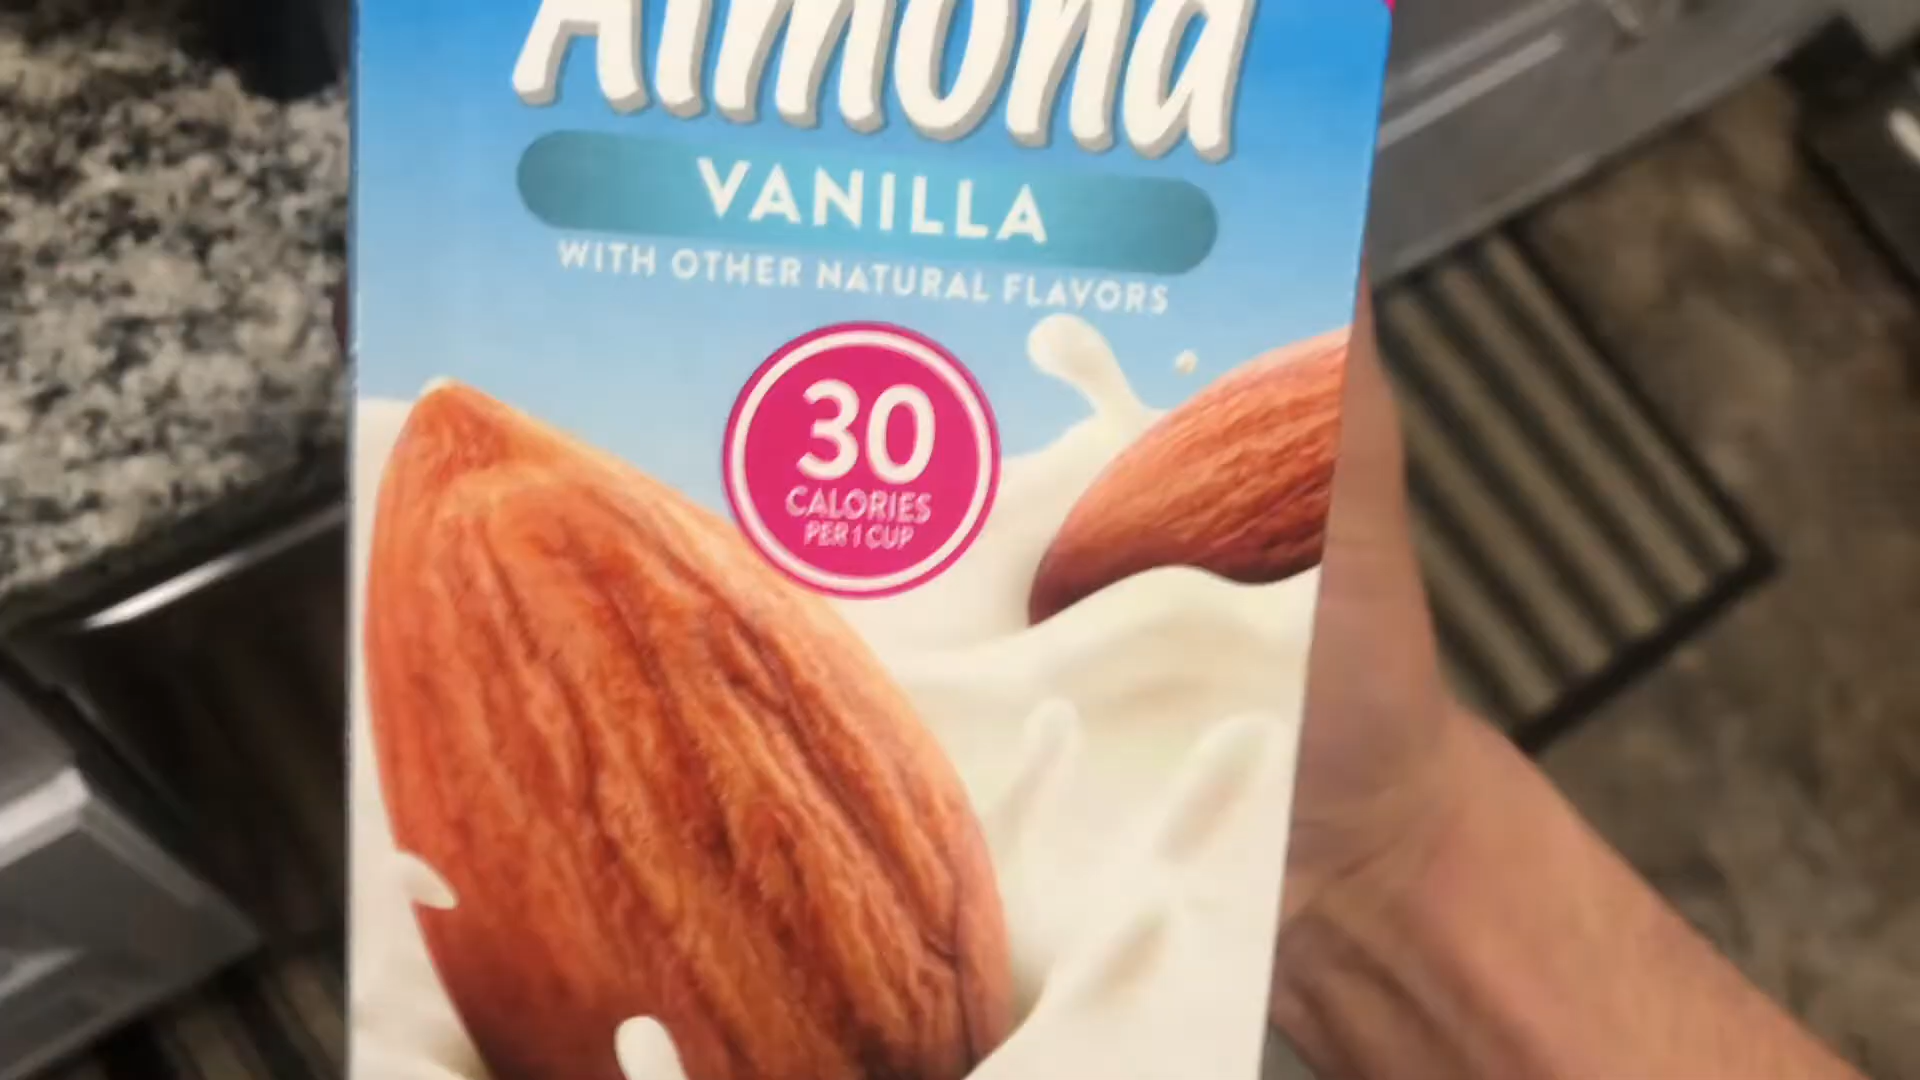 Almond
VANILLA
WITH OTHER NATURAL FLAVORS
30
CALORIES
PER 1 CUP